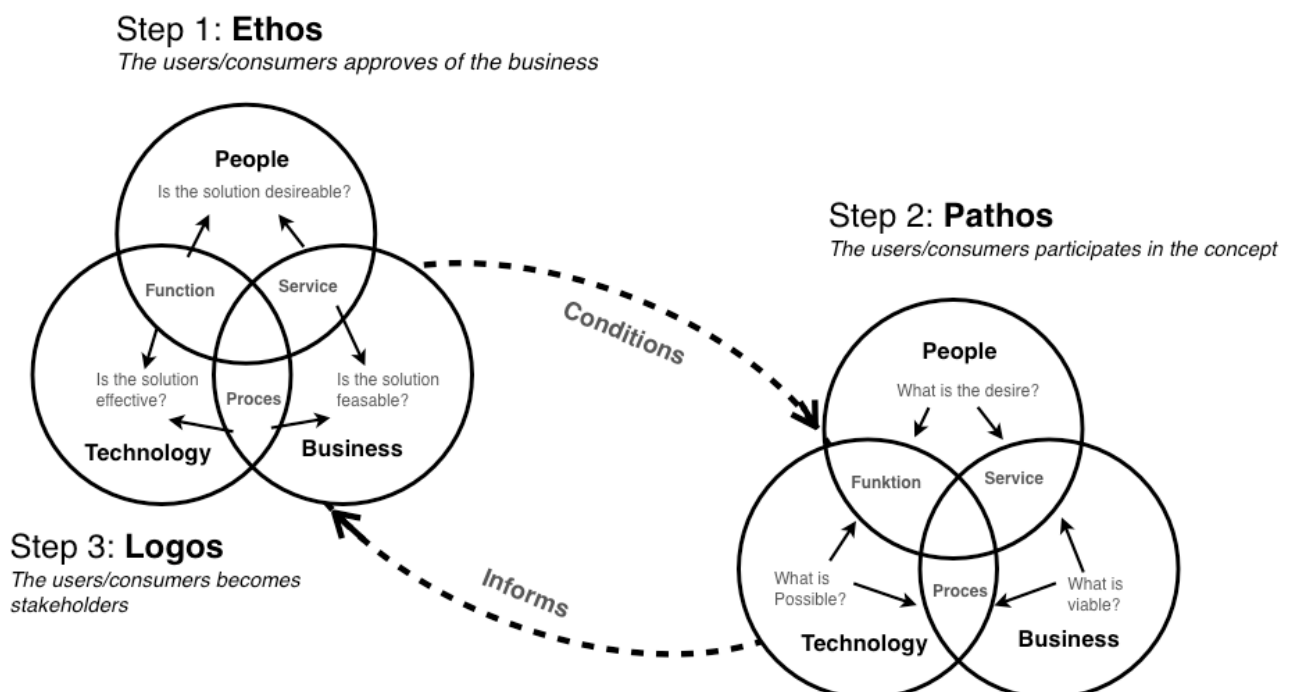 Step 1: Ethos
The users/consumers approves of the business
People
Is the solution desireable?
Function
Service
Is the solution
effective?
Proces
Is the solution
feasable?
Technology
Business
Conditions
Step 2: Pathos
The users/consumers participates in the concept
People
What is the desire?
Funktion
Service
What is
Possible?
Proces
What is
viable?
Technology
Business
Informs
Step 3: Logos
The users/consumers becomes
stakeholders